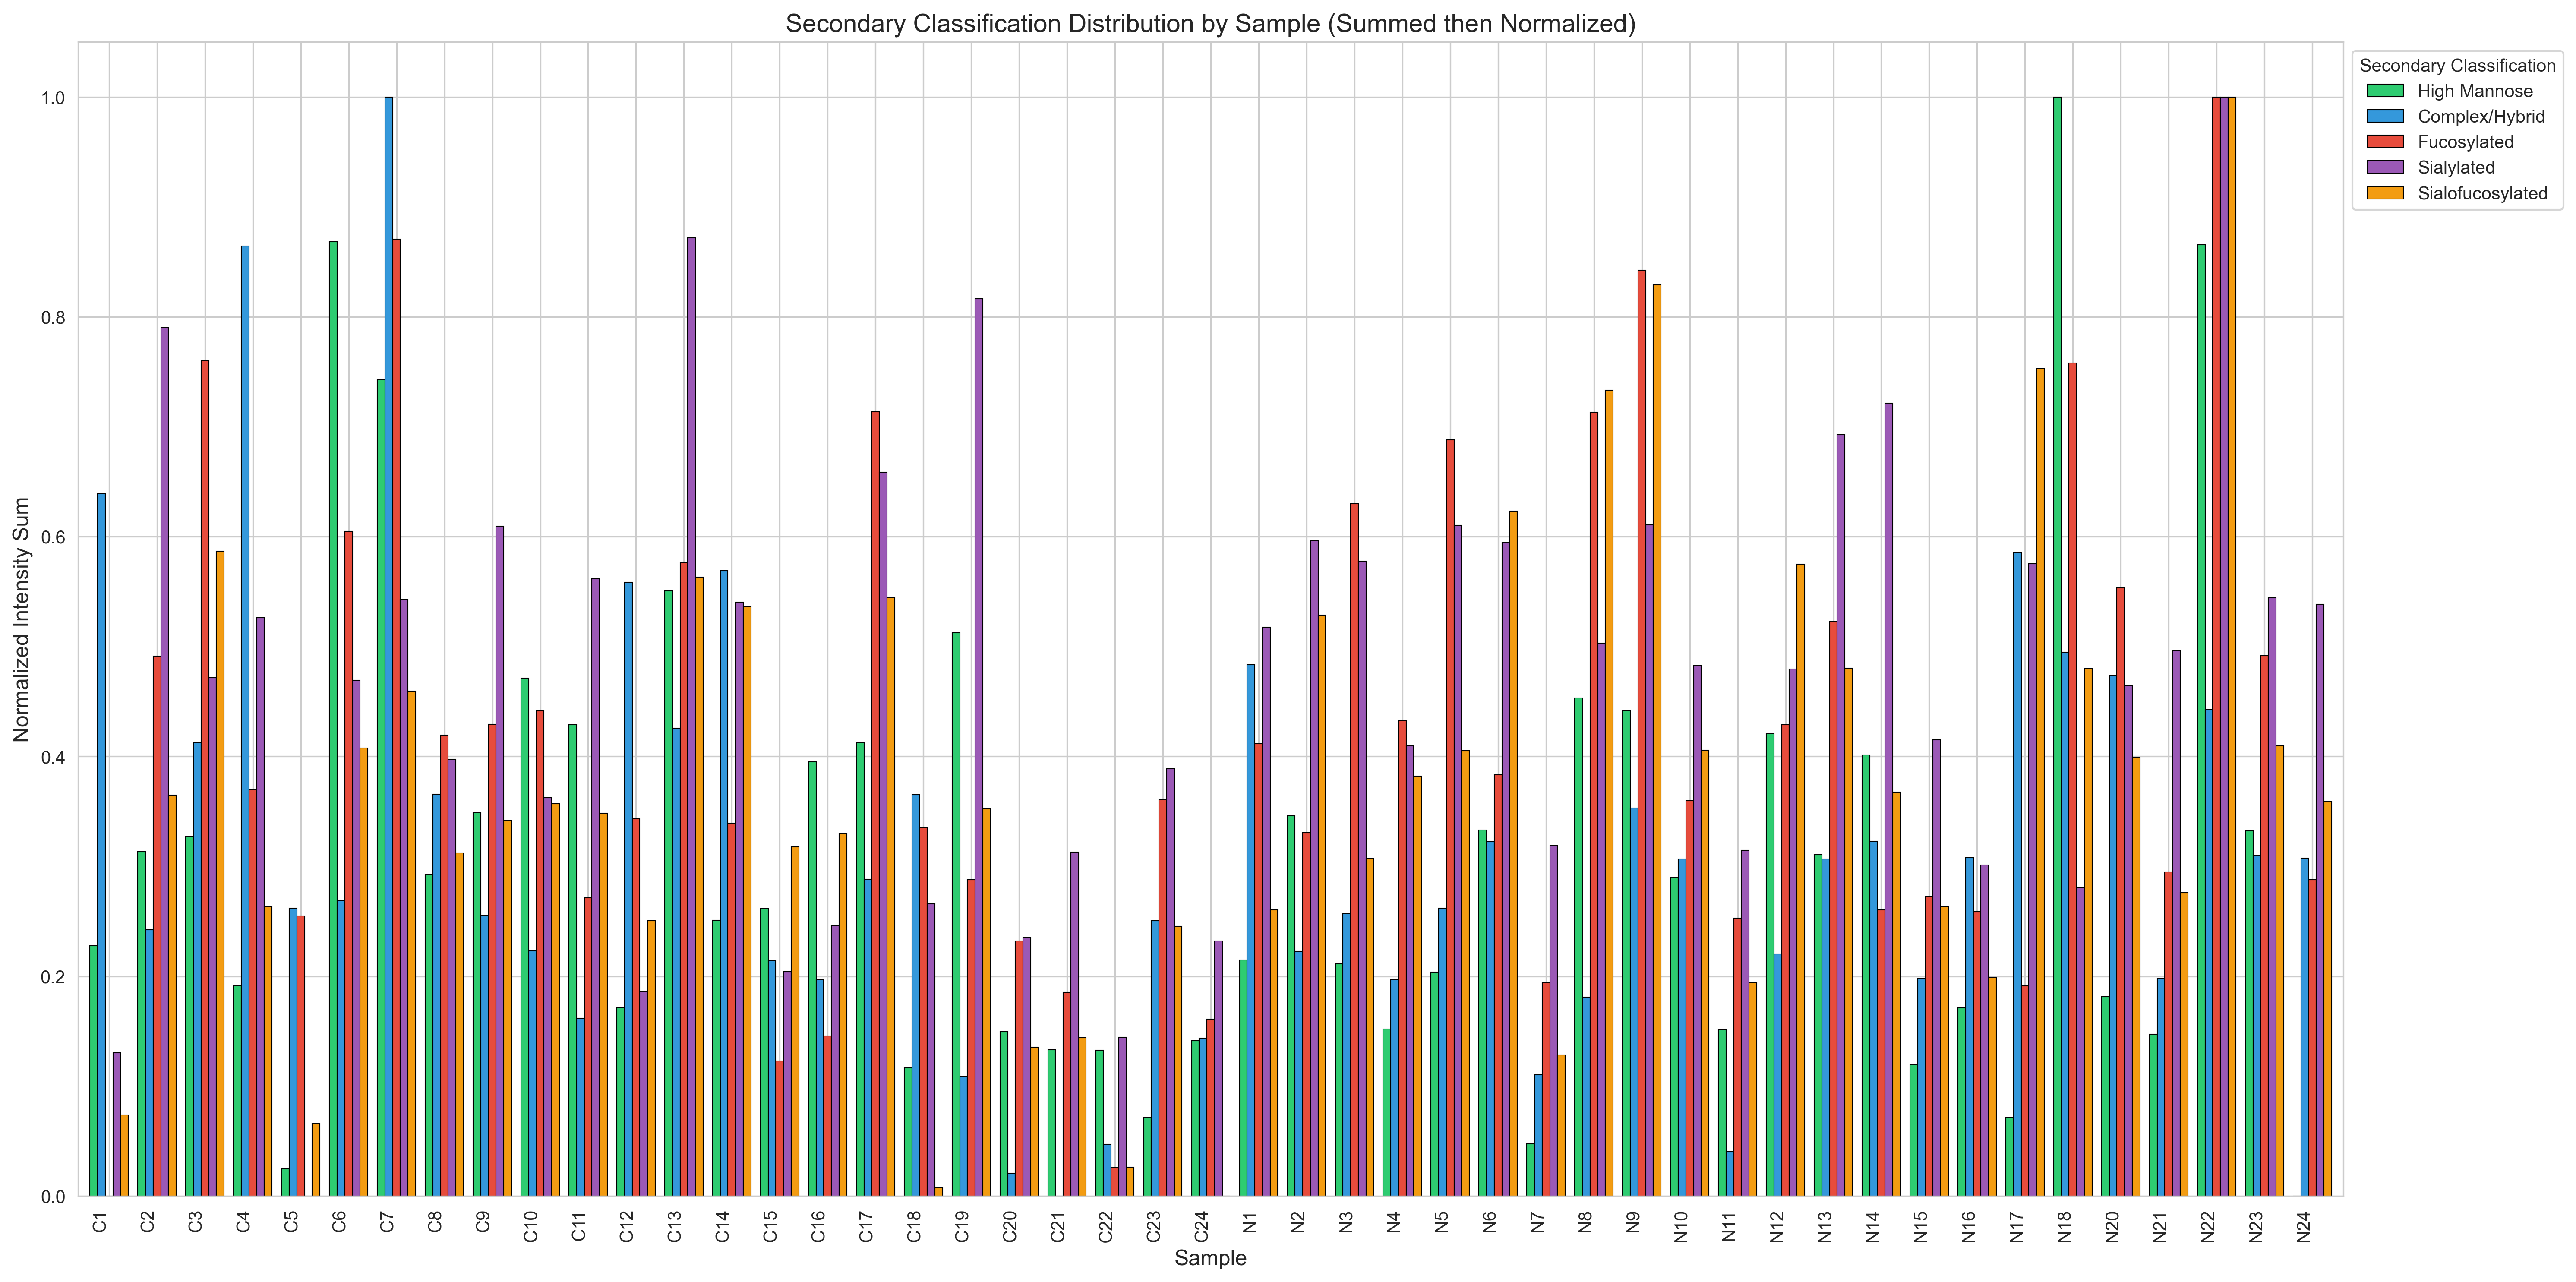 Secondary Classification Distribution by Sample (Summed then Normalized)
Secondary Classification
High Mannose
Complex/Hybrid
Fucosylated
Sialylated
Sialofucosylated
Normalized Intensity Sum
1.0
0.8
0.6
0.4
0.2
0.0
C1 C2 C3 C4 C5 C6 C7 C8 C9 C10 C11 C12 C13 C14 C15 C16 C17 C18 C19 C20 C21 C22 C23 C24 N1 N2 N3 N4 N5 N6 N7 N8 N9 N10 N11 N12 N13 N14 N15 N16 N17 N18 N20 N21 N22 N23 N24
Sample